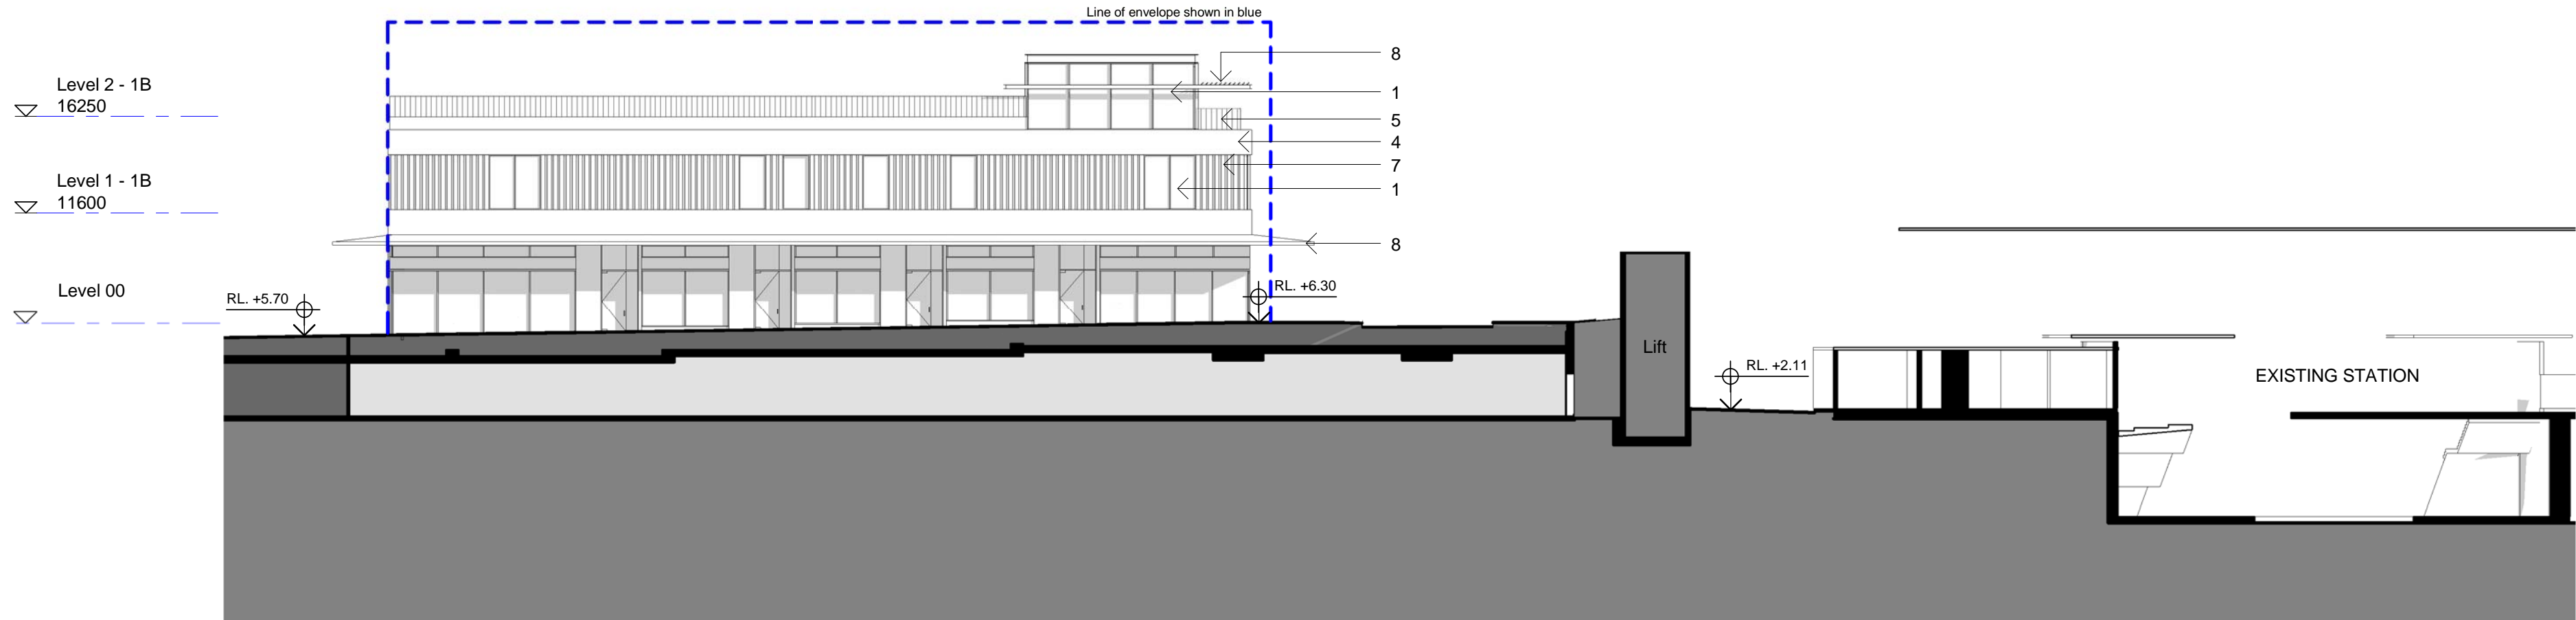 Line of envelope shown in blue
8
Level 2 - 1B
16250
1
5
4
7
Level 1 - 1B
11600
1
8
Level 00
RL. +5.70
RL. +6.30
Lift
RL. +2.11
EXISTING STATION